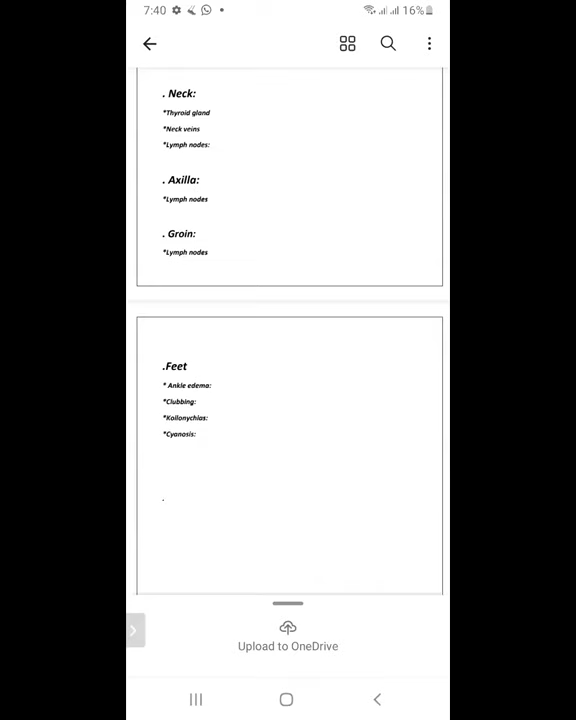 7:40
16%
. Neck:
*Thyroid gland
*Neck veins
*Lymph nodes:
. Axilla:
*Lymph nodes
. Groin:
*Lymph nodes
.Feet
* Ankle edema:
*Clubbing:
*Koilonychias:
*Cyanosis:
.
Upload to OneDrive